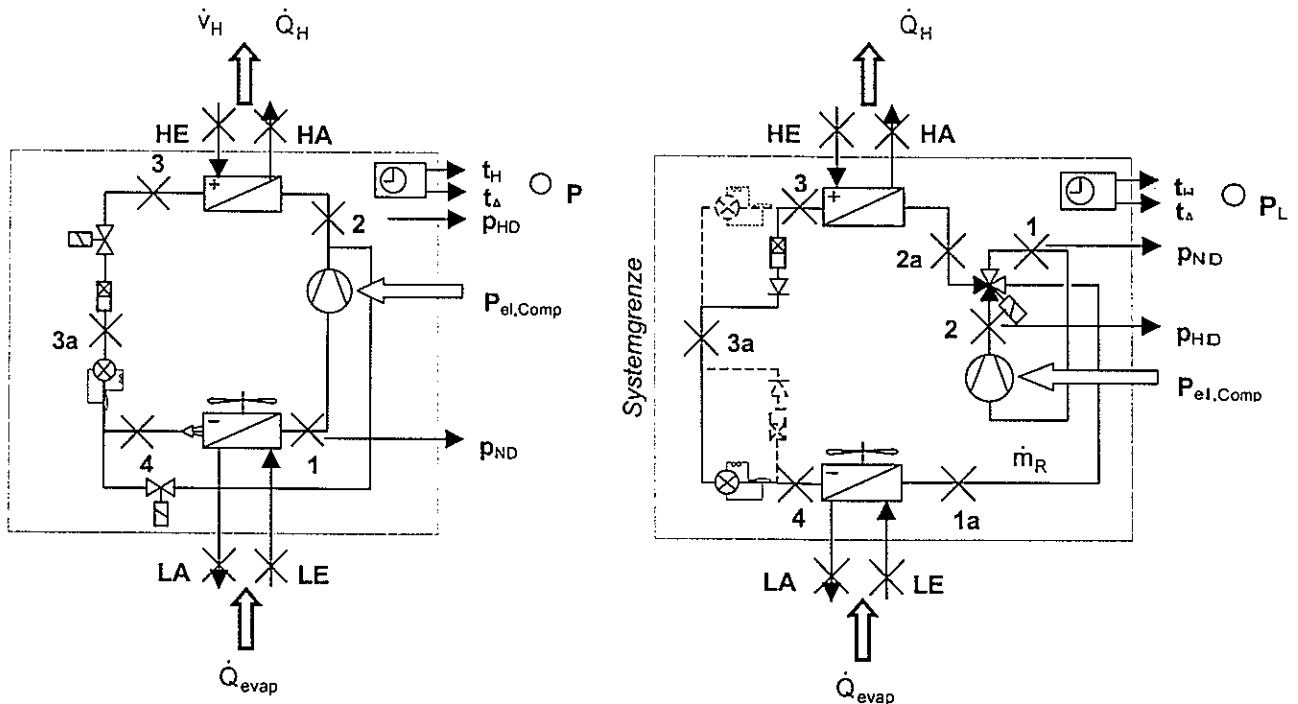 V̇H Q̇H
HE HA
3
+
tH
tΔ
P
2
pHD
Pel,Comp
3a
-
4
1
pND
LA LE
Q̇evap
Q̇H
HE HA
3
+
tH
tΔ
PL
1
2a
pND
2
pHD
Systemgrenze
3a
Pel,Comp
-
ṁR
4
1a
LA LE
Q̇evap